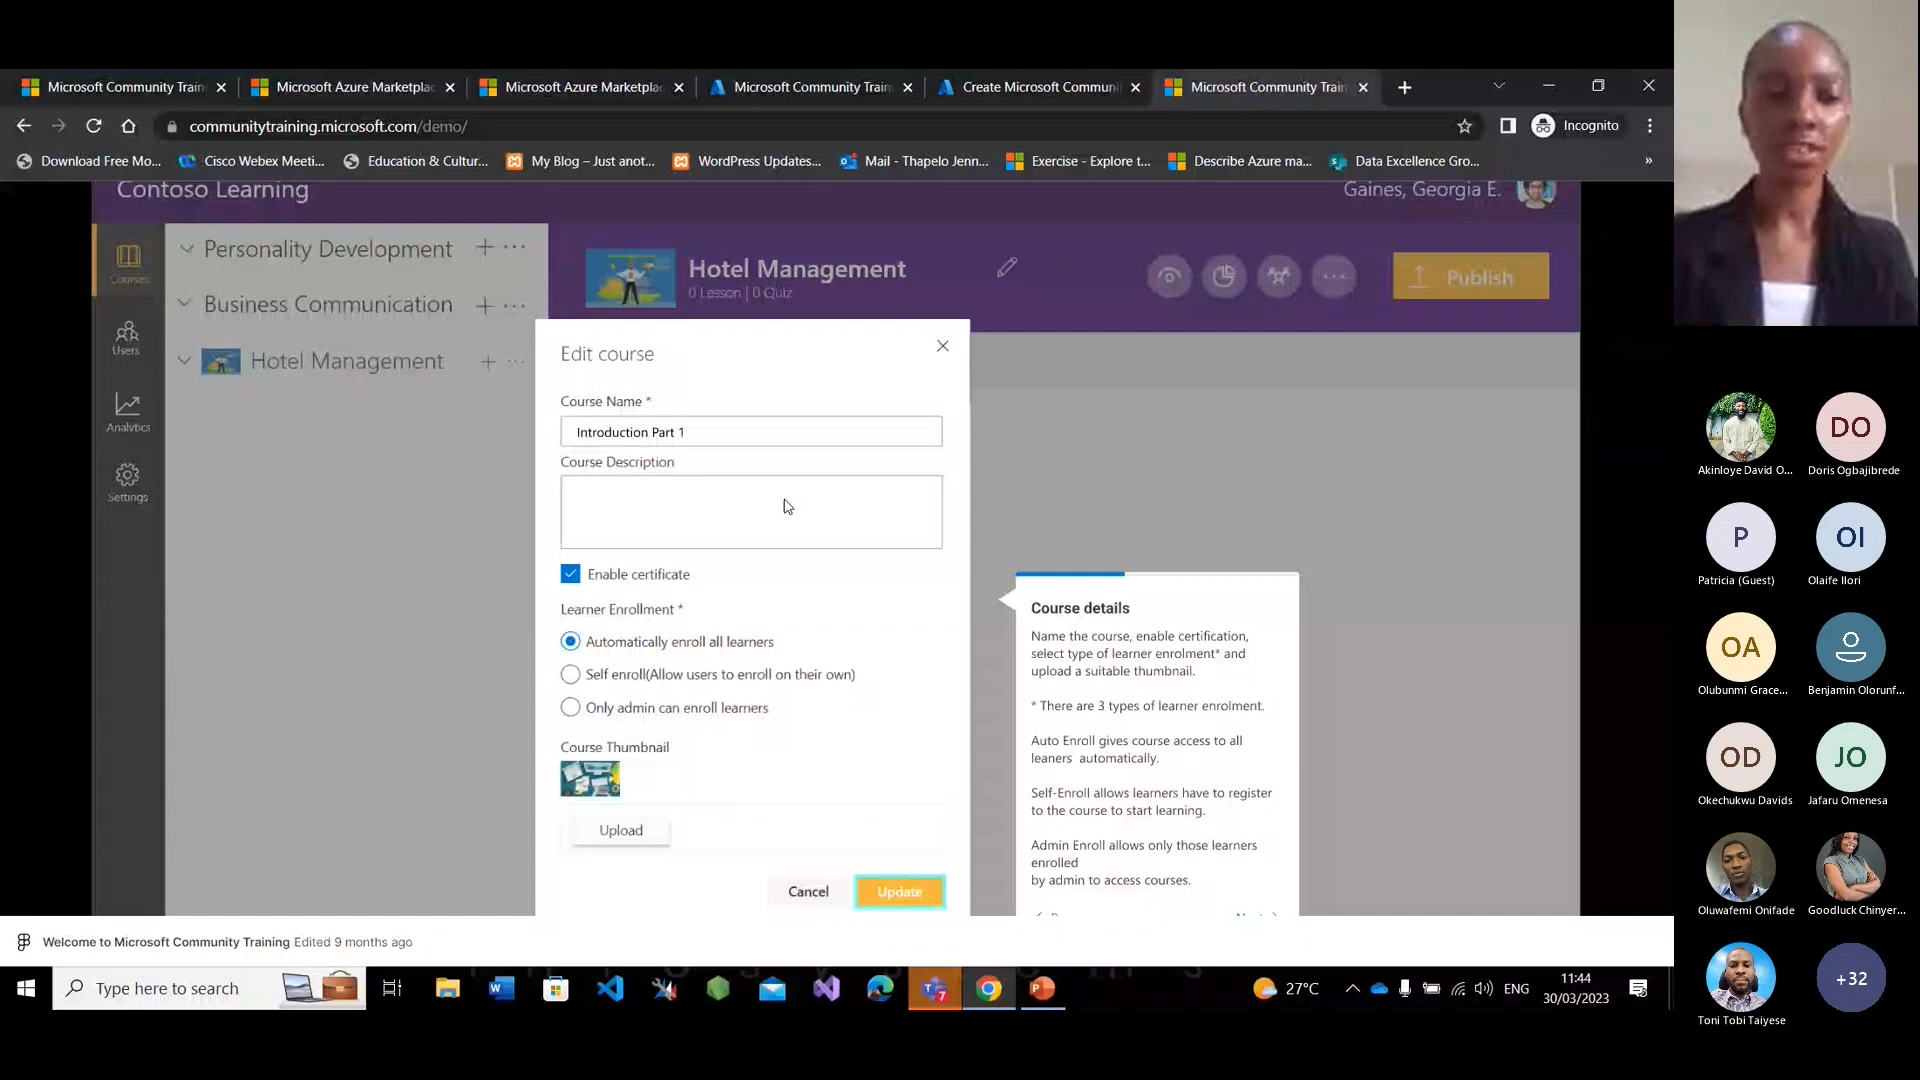 Microsoft Community Train
Microsoft Azure Marketplac
Microsoft Azure Marketplac
Microsoft Community Train
Create Microsoft Communi
Microsoft Community Train
communitytraining.microsoft.com/demo/
Incognito
Download Free Mo...
Cisco Webex Meeti...
Education & Cultur...
My Blog – Just anot...
WordPress Updates...
Mail - Thapelo Jenn...
Exercise - Explore t...
Describe Azure ma...
Data Excellence Gro...
»
Contoso Learning
Gaines, Georgia E.
Courses
Users
Analytics
Settings
Personality Development
Business Communication
Hotel Management
Hotel Management
0 Lesson | 0 Quiz
Publish
Edit course
Course Name *
Introduction Part 1
Course Description
Enable certificate
Learner Enrollment *
Automatically enroll all learners
Self enroll(Allow users to enroll on their own)
Only admin can enroll learners
Course Thumbnail
Upload
Cancel
Update
Course details
Name the course, enable certification,
select type of learner enrolment* and
upload a suitable thumbnail.
* There are 3 types of learner enrolment.
Auto Enroll gives course access to all
leaners automatically.
Self-Enroll allows learners have to register
to the course to start learning.
Admin Enroll allows only those learners
enrolled
by admin to access courses.
Welcome to Microsoft Community Training Edited 9 months ago
Type here to search
27°C
ENG
11:44
30/03/2023
Akinloye David O...
DO
Doris Ogbajibrede
P
Patricia (Guest)
OI
Olaife Ilori
OA
Olubunmi Grace...
Benjamin Olorunf...
OD
Okechukwu Davids
JO
Jafaru Omenesa
Oluwafemi Onifade
Goodluck Chinyer...
Toni Tobi Taiyese
+32